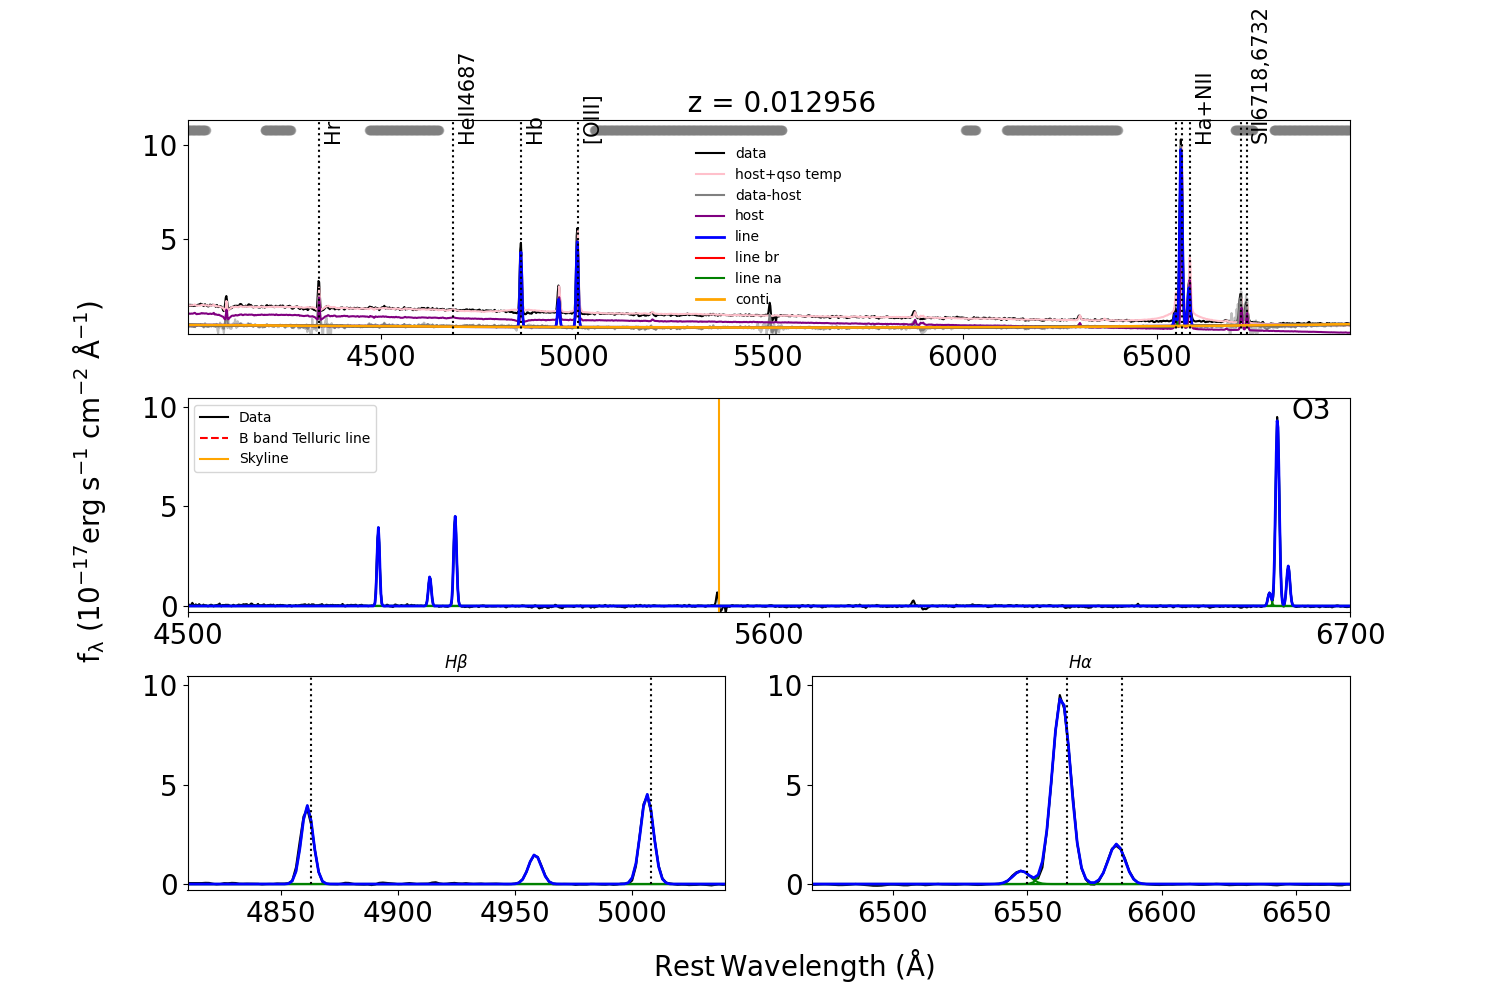 z = 0.012956
Hr
HeII4687
Hb
[OIII]
Ha+NII
SII6718,6732
10
5
data
host+qso temp
data-host
host
line
line br
line na
conti
4500 5000 5500 6000 6500
fλ (10⁻¹⁷erg s⁻¹ cm⁻² Å⁻¹)
10
5
0
Data
B band Telluric line
Skyline
O3
4500 5600 6700
Hβ
10
5
0
4850 4900 4950 5000
Hα
10
5
0
6500 6550 6600 6650
Rest Wavelength (Å)